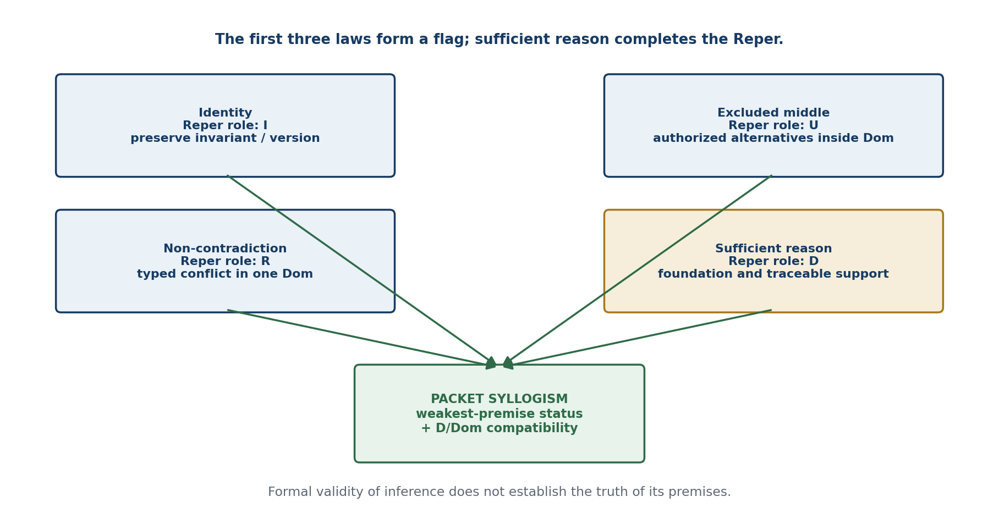 The first three laws form a flag; sufficient reason completes the Reper.
Identity
Reper role: I
preserve invariant / version
Excluded middle
Reper role: U
authorized alternatives inside Dom
Non-contradiction
Reper role: R
typed conflict in one Dom
Sufficient reason
Reper role: D
foundation and traceable support
PACKET SYLLOGISM
weakest-premise status
+ D/Dom compatibility
Formal validity of inference does not establish the truth of its premises.